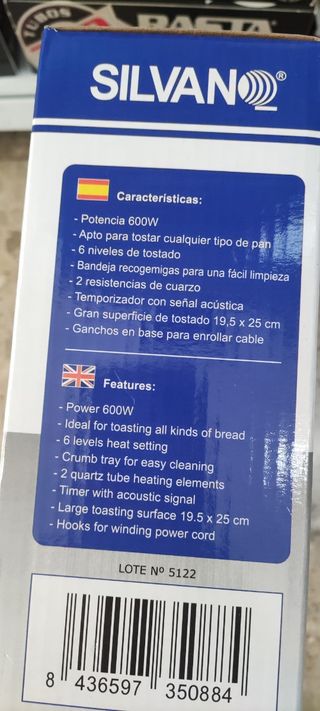 TUBOS RASTA
SILVANO®
Características:
- Potencia 600W
- Apto para tostar cualquier tipo de pan
- 6 niveles de tostado
- Bandeja recogemigas para una fácil limpieza
- 2 resistencias de cuarzo
- Temporizador con señal acústica
- Gran superficie de tostado 19,5 x 25 cm
- Ganchos en base para enrollar cable
Features:
- Power 600W
- Ideal for toasting all kinds of bread
- 6 levels heat setting
- Crumb tray for easy cleaning
- 2 quartz tube heating elements
- Timer with acoustic signal
- Large toasting surface 19.5 x 25 cm
- Hooks for winding power cord
LOTE Nº 5122
8 436597 350884